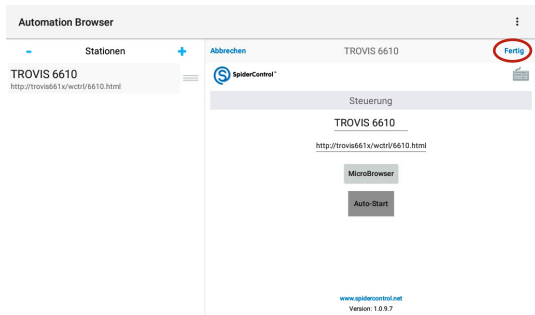 Automation Browser
- Stationen +
TROVIS 6610
http://trovis661x/wctrl/6610.html
Abbrechen TROVIS 6610 Fertig
SpiderControl™
Steuerung
TROVIS 6610
http://trovis661x/wctrl/6610.html
MicroBrowser
Auto-Start
www.spidercontrol.net
Version: 1.0.9.7